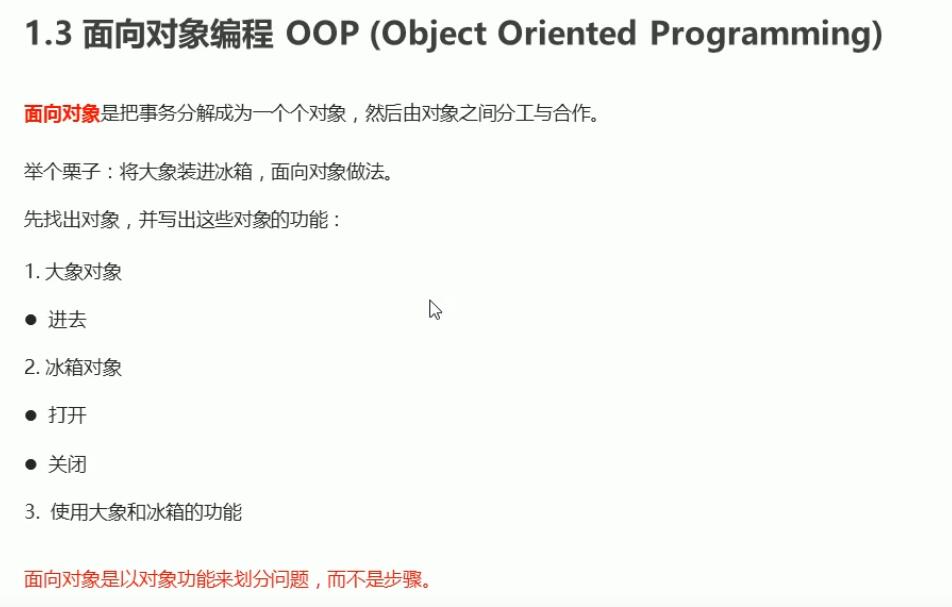 1.3 面向对象编程 OOP (Object Oriented Programming)
面向对象是把事务分解成为一个个对象，然后由对象之间分工与合作。
举个栗子：将大象装进冰箱，面向对象做法。
先找出对象，并写出这些对象的功能：
1. 大象对象
● 进去
2. 冰箱对象
● 打开
● 关闭
3. 使用大象和冰箱的功能
面向对象是以对象功能来划分问题，而不是步骤。